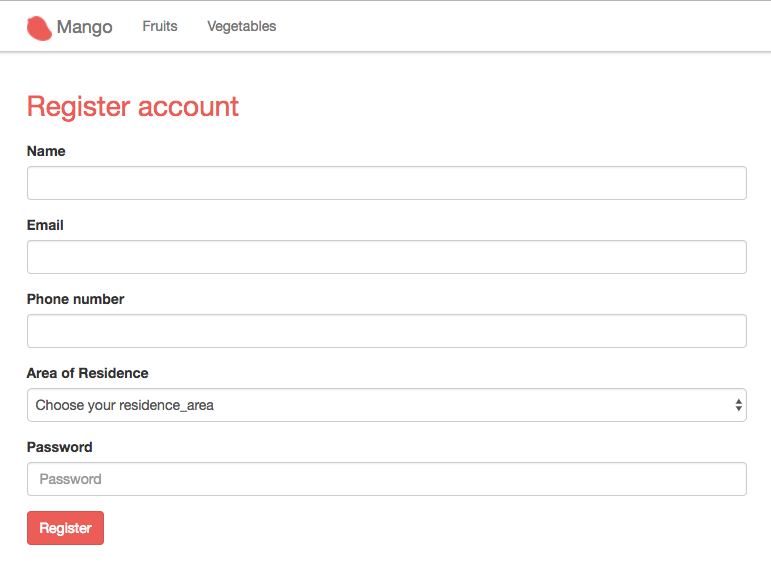 Mango Fruits Vegetables
Register account
Name
Email
Phone number
Area of Residence
Choose your residence_area
Password
Password
Register